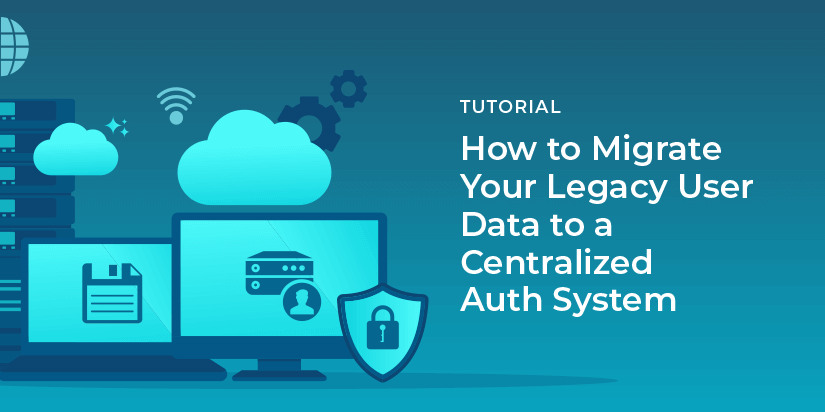 TUTORIAL
How to Migrate
Your Legacy User
Data to a
Centralized
Auth System